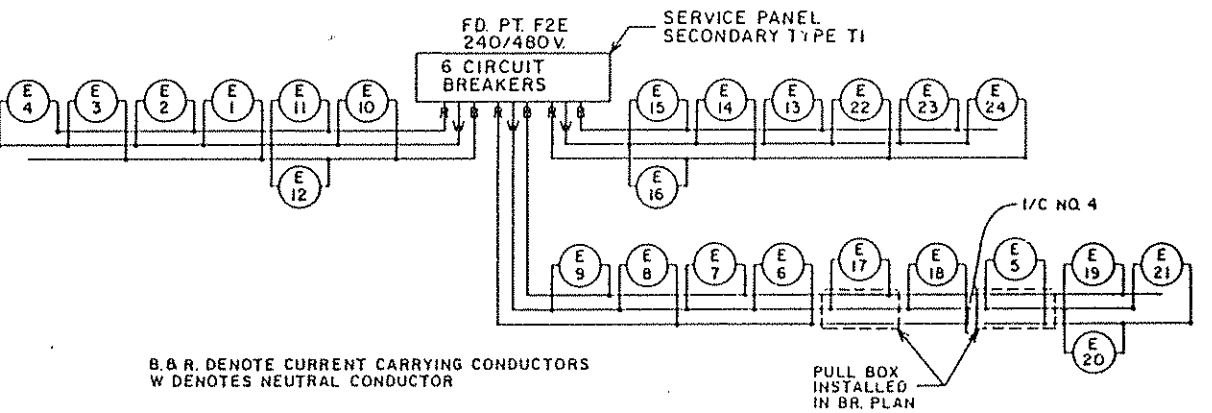 FD. PT. F2E
240/480 V.
SERVICE PANEL
SECONDARY TYPE T1
6 CIRCUIT
BREAKERS
E 4
E 3
E 2
E 1
E 11
E 10
R W B R W B R W B
E 15
E 14
E 13
E 22
E 23
E 24
E 12
E 16
1/C NO. 4
E 9
E 8
E 7
E 6
E 17
E 18
E 5
E 19
E 21
E 20
B.& R. DENOTE CURRENT CARRYING CONDUCTORS
W DENOTES NEUTRAL CONDUCTOR
PULL BOX
INSTALLED
IN BR. PLAN